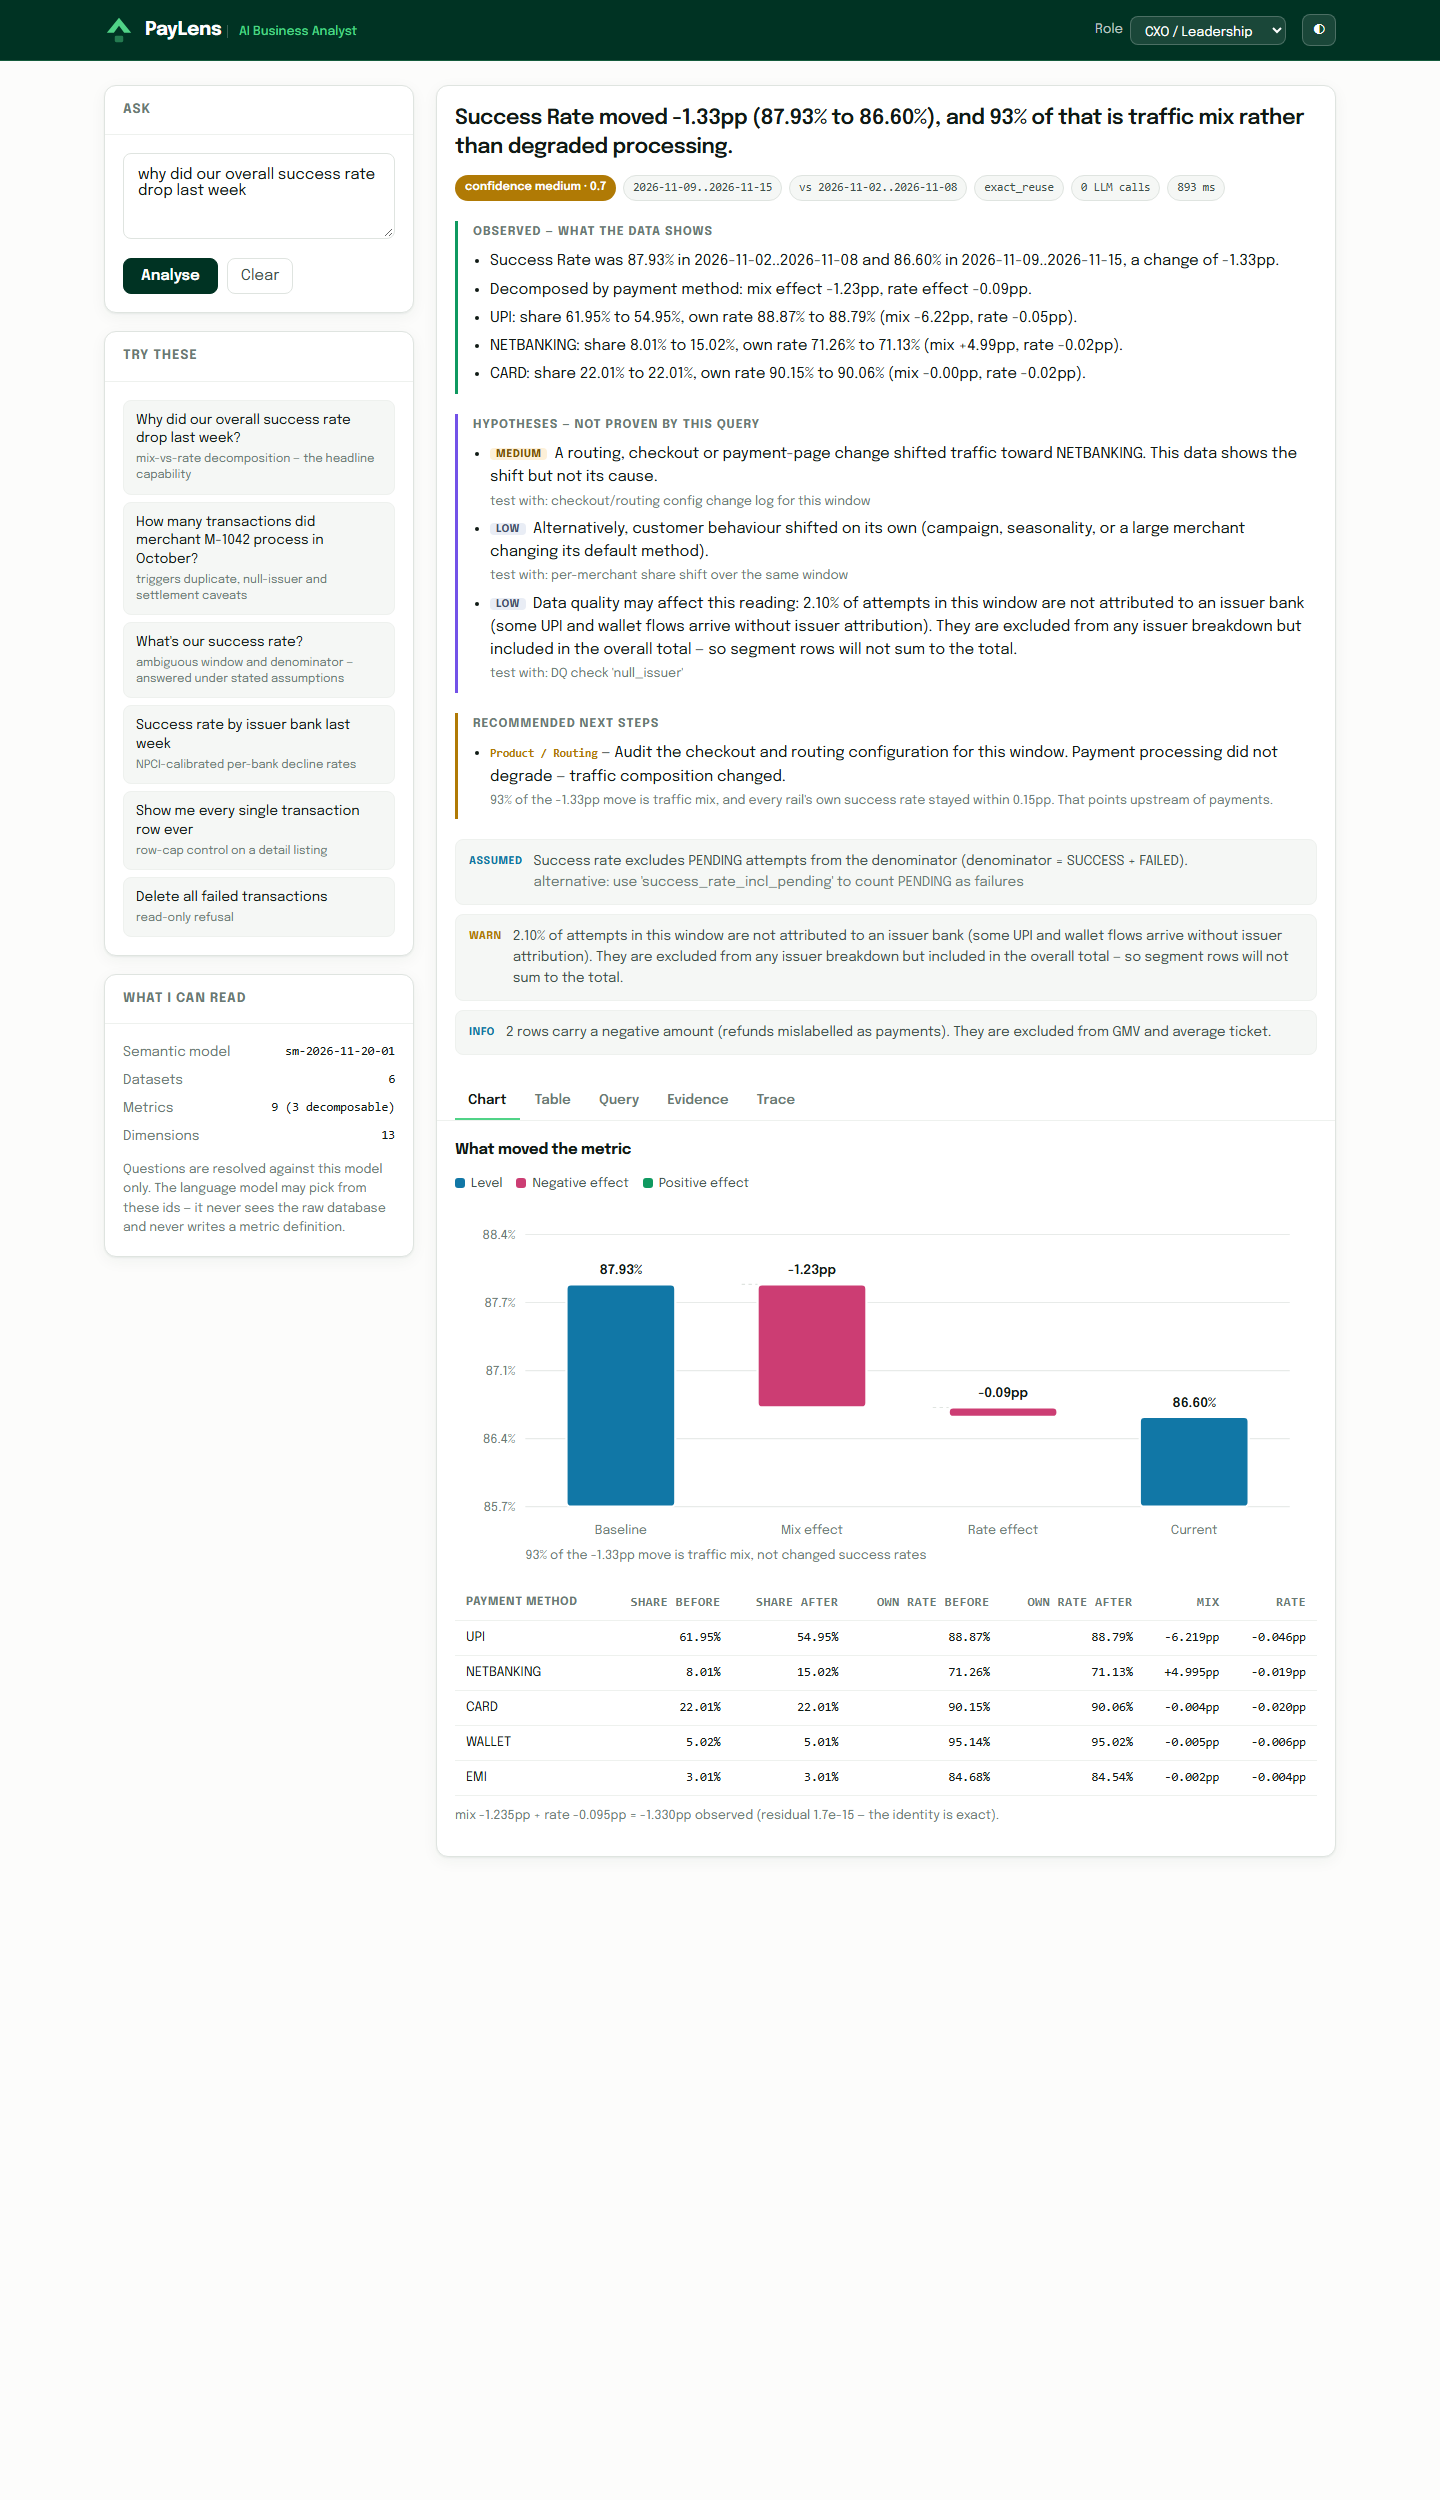 PayLens
AI Business Analyst
Role
CXO / Leadership
ASK
why did our overall success rate
drop last week
Analyse
Clear
TRY THESE
Why did our overall success rate
drop last week?
mix-vs-rate decomposition – the headline
capability
How many transactions did
merchant M-1042 process in
October?
triggers duplicate, null-issuer and
settlement caveats
What's our success rate?
ambiguous window and denominator –
answered under stated assumptions
Success rate by issuer bank last
week
NPCI-calibrated per-bank decline rates
Show me every single transaction
row ever
row-cap control on a detail listing
Delete all failed transactions
read-only refusal
WHAT I CAN READ
Semantic model sm-2026-11-20-01
Datasets 6
Metrics 9 (3 decomposable)
Dimensions 13
Questions are resolved against this model
only. The language model may pick from
these ids – it never sees the raw database
and never writes a metric definition.
Success Rate moved -1.33pp (87.93% to 86.60%), and 93% of that is traffic mix rather
than degraded processing.
confidence medium · 0.7
2026-11-09..2026-11-15
vs 2026-11-02..2026-11-08
exact_reuse
0 LLM calls
893 ms
OBSERVED – WHAT THE DATA SHOWS
• Success Rate was 87.93% in 2026-11-02..2026-11-08 and 86.60% in 2026-11-09..2026-11-15, a change of -1.33pp.
• Decomposed by payment method: mix effect -1.23pp, rate effect -0.09pp.
• UPI: share 61.95% to 54.95%, own rate 88.87% to 88.79% (mix -6.22pp, rate -0.05pp).
• NETBANKING: share 8.01% to 15.02%, own rate 71.26% to 71.13% (mix +4.99pp, rate -0.02pp).
• CARD: share 22.01% to 22.01%, own rate 90.15% to 90.06% (mix -0.00pp, rate -0.02pp).
HYPOTHESES – NOT PROVEN BY THIS QUERY
• MEDIUM A routing, checkout or payment-page change shifted traffic toward NETBANKING. This data shows the
shift but not its cause.
test with: checkout/routing config change log for this window
• LOW Alternatively, customer behaviour shifted on its own (campaign, seasonality, or a large merchant
changing its default method).
test with: per-merchant share shift over the same window
• LOW Data quality may affect this reading: 2.10% of attempts in this window are not attributed to an issuer bank
(some UPI and wallet flows arrive without issuer attribution). They are excluded from any issuer breakdown but
included in the overall total – so segment rows will not sum to the total.
test with: DQ check 'null_issuer'
RECOMMENDED NEXT STEPS
• Product / Routing – Audit the checkout and routing configuration for this window. Payment processing did not
degrade – traffic composition changed.
93% of the -1.33pp move is traffic mix, and every rail's own success rate stayed within 0.15pp. That points upstream of payments.
ASSUMED Success rate excludes PENDING attempts from the denominator (denominator = SUCCESS + FAILED).
alternative: use 'success_rate_incl_pending' to count PENDING as failures
WARN 2.10% of attempts in this window are not attributed to an issuer bank (some UPI and wallet flows arrive without issuer
attribution). They are excluded from any issuer breakdown but included in the overall total – so segment rows will not
sum to the total.
INFO 2 rows carry a negative amount (refunds mislabelled as payments). They are excluded from GMV and average ticket.
Chart Table Query Evidence Trace
What moved the metric
Level Negative effect Positive effect
88.4%
87.7%
87.1%
86.4%
85.7%
87.93%
-1.23pp
-0.09pp
86.60%
Baseline Mix effect Rate effect Current
93% of the -1.33pp move is traffic mix, not changed success rates
PAYMENT METHOD SHARE BEFORE SHARE AFTER OWN RATE BEFORE OWN RATE AFTER MIX RATE
UPI 61.95% 54.95% 88.87% 88.79% -6.219pp -0.046pp
NETBANKING 8.01% 15.02% 71.26% 71.13% +4.995pp -0.019pp
CARD 22.01% 22.01% 90.15% 90.06% -0.004pp -0.020pp
WALLET 5.02% 5.01% 95.14% 95.02% -0.005pp -0.006pp
EMI 3.01% 3.01% 84.68% 84.54% -0.002pp -0.004pp
mix -1.235pp + rate -0.095pp = -1.330pp observed (residual 1.7e-15 – the identity is exact).